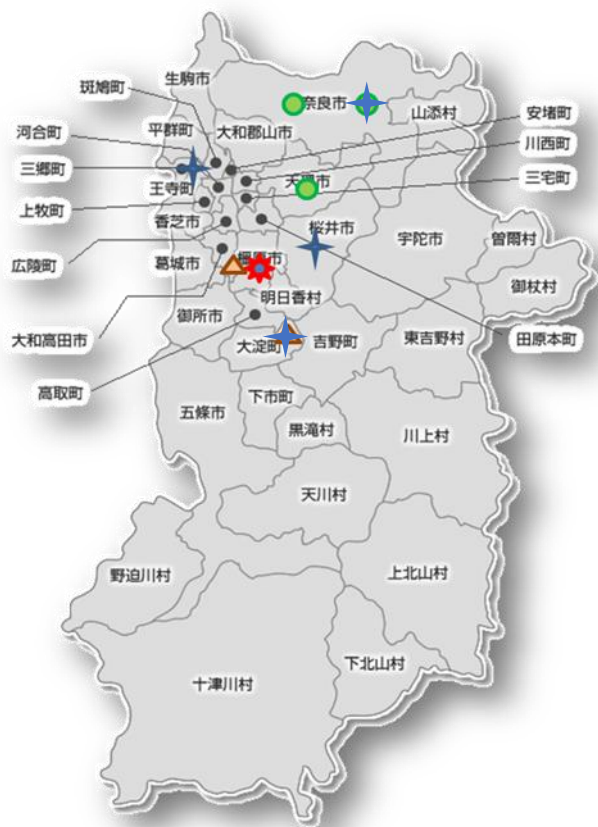 生駒市
斑鳩町
奈良市
山添村
安堵町
河合町
平群町
大和郡山市
川西町
三郷町
天理市
三宅町
王寺町
上牧町
香芝市
桜井市
宇陀市
曽爾村
広陵町
葛城市
橿原市
御杖村
明日香村
御所市
大和高田市
大淀町
吉野町
東吉野村
田原本町
高取町
五條市
下市町
黒滝村
川上村
天川村
野迫川村
上北山村
下北山村
十津川村